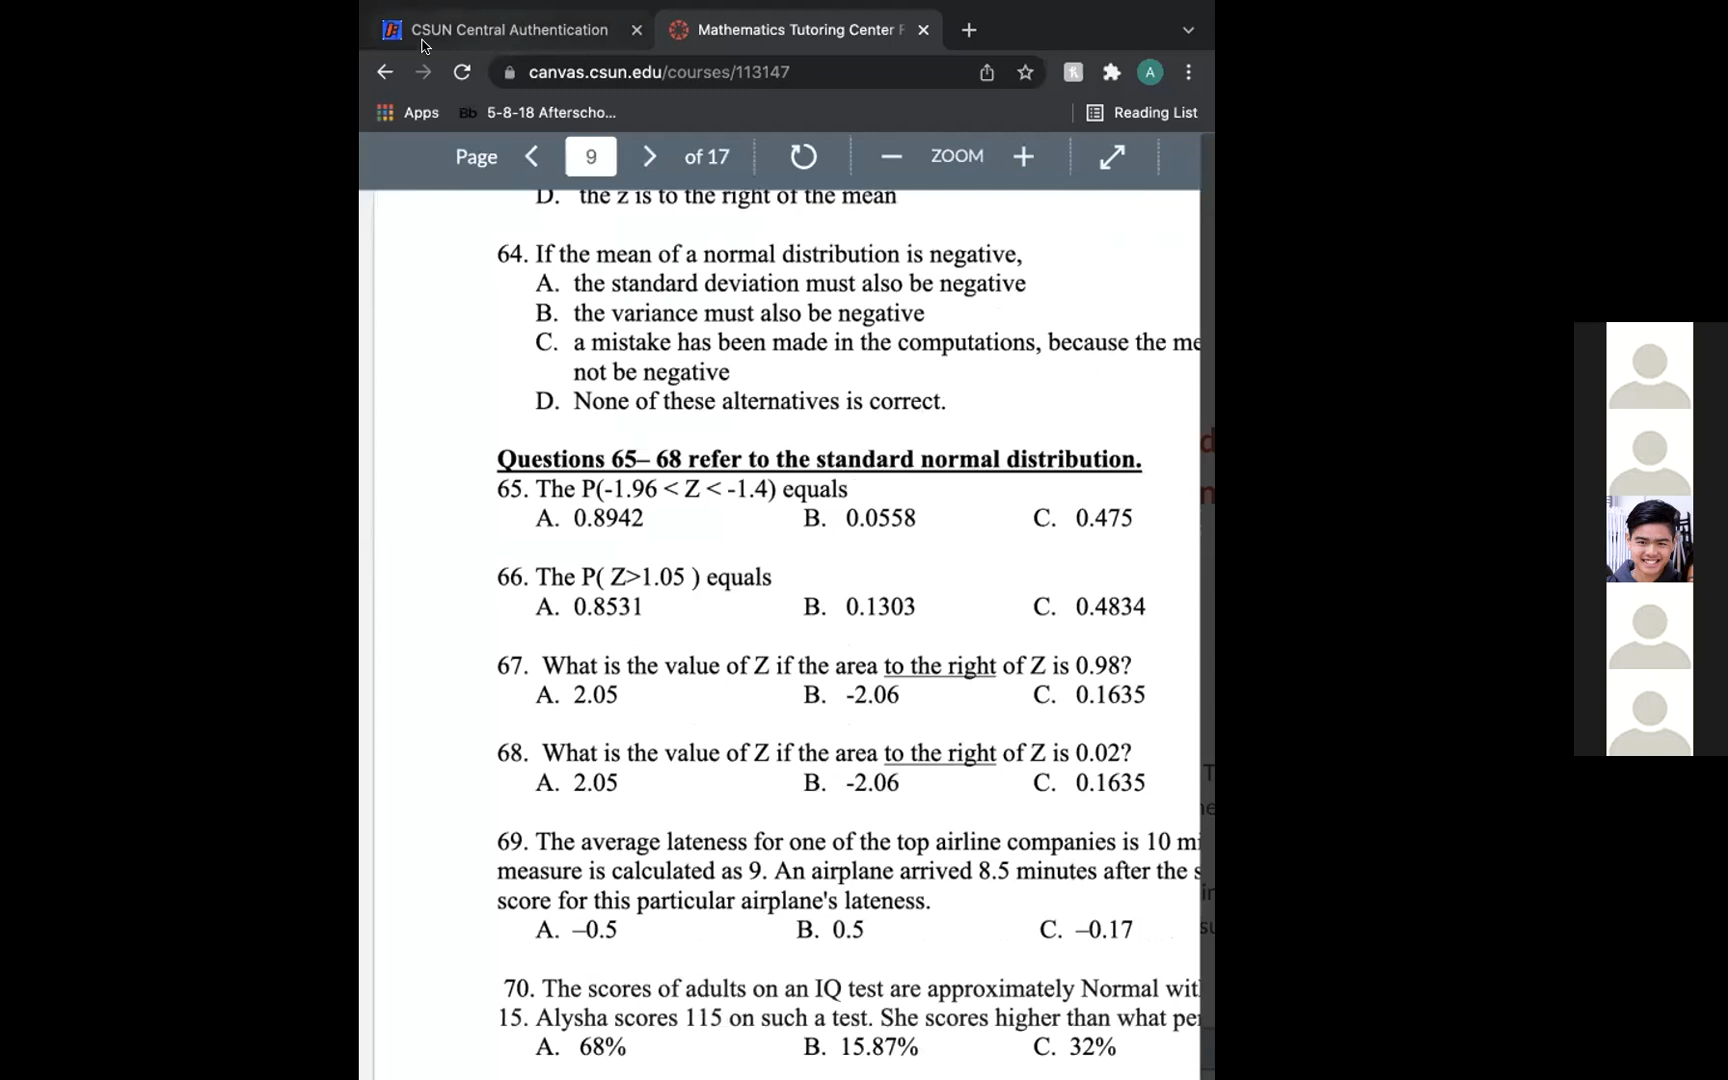 CSUN Central Authentication
Mathematics Tutoring Center
canvas.csun.edu/courses/113147
A
Apps
Bb 5-8-18 Afterscho...
Reading List
Page 9 of 17 ZOOM
D. the z is to the right of the mean
64. If the mean of a normal distribution is negative,
A. the standard deviation must also be negative
B. the variance must also be negative
C. a mistake has been made in the computations, because the
not be negative
D. None of these alternatives is correct.
Questions 65– 68 refer to the standard normal distribution.
65. The P(-1.96 < Z < -1.4) equals
A. 0.8942 B. 0.0558 C. 0.475
66. The P( Z>1.05 ) equals
A. 0.8531 B. 0.1303 C. 0.4834
67. What is the value of Z if the area to the right of Z is 0.98?
A. 2.05 B. -2.06 C. 0.1635
68. What is the value of Z if the area to the right of Z is 0.02?
A. 2.05 B. -2.06 C. 0.1635
69. The average lateness for one of the top airline companies is 10
measure is calculated as 9. An airplane arrived 8.5 minutes after the
score for this particular airplane's lateness.
A. –0.5 B. 0.5 C. –0.17
70. The scores of adults on an IQ test are approximately Normal
15. Alysha scores 115 on such a test. She scores higher than what
A. 68% B. 15.87% C. 32%